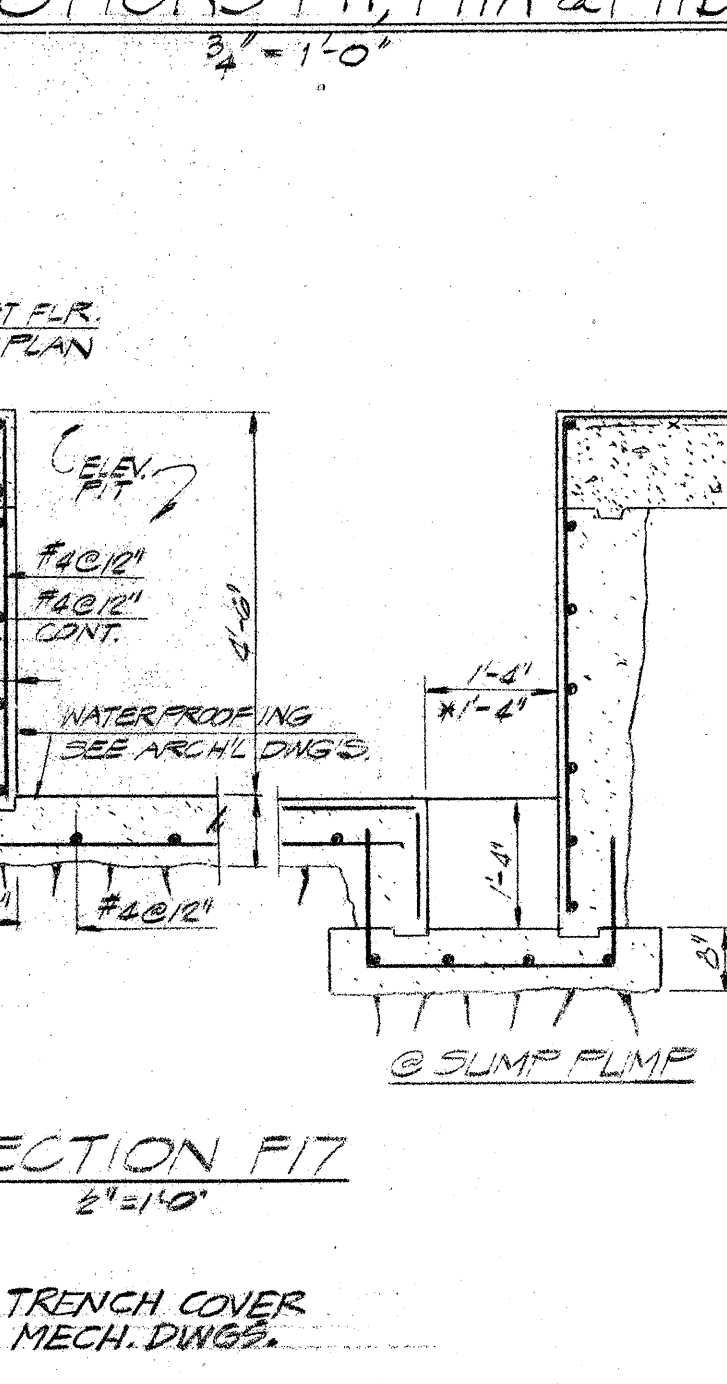 3/4" = 1'-0"
T FLR.
PLAN
ELEV.
PIT
#4@12"
#4@12"
CONT.
4'-6"
1'-4"
*1'-4"
WATERPROOFING
SEE ARCH'L DWG'S.
1'-4"
#4@12"
8"
@ SUMP PUMP
ECTION F17
1/2"=1'-0"
TRENCH COVER
MECH. DWGS.